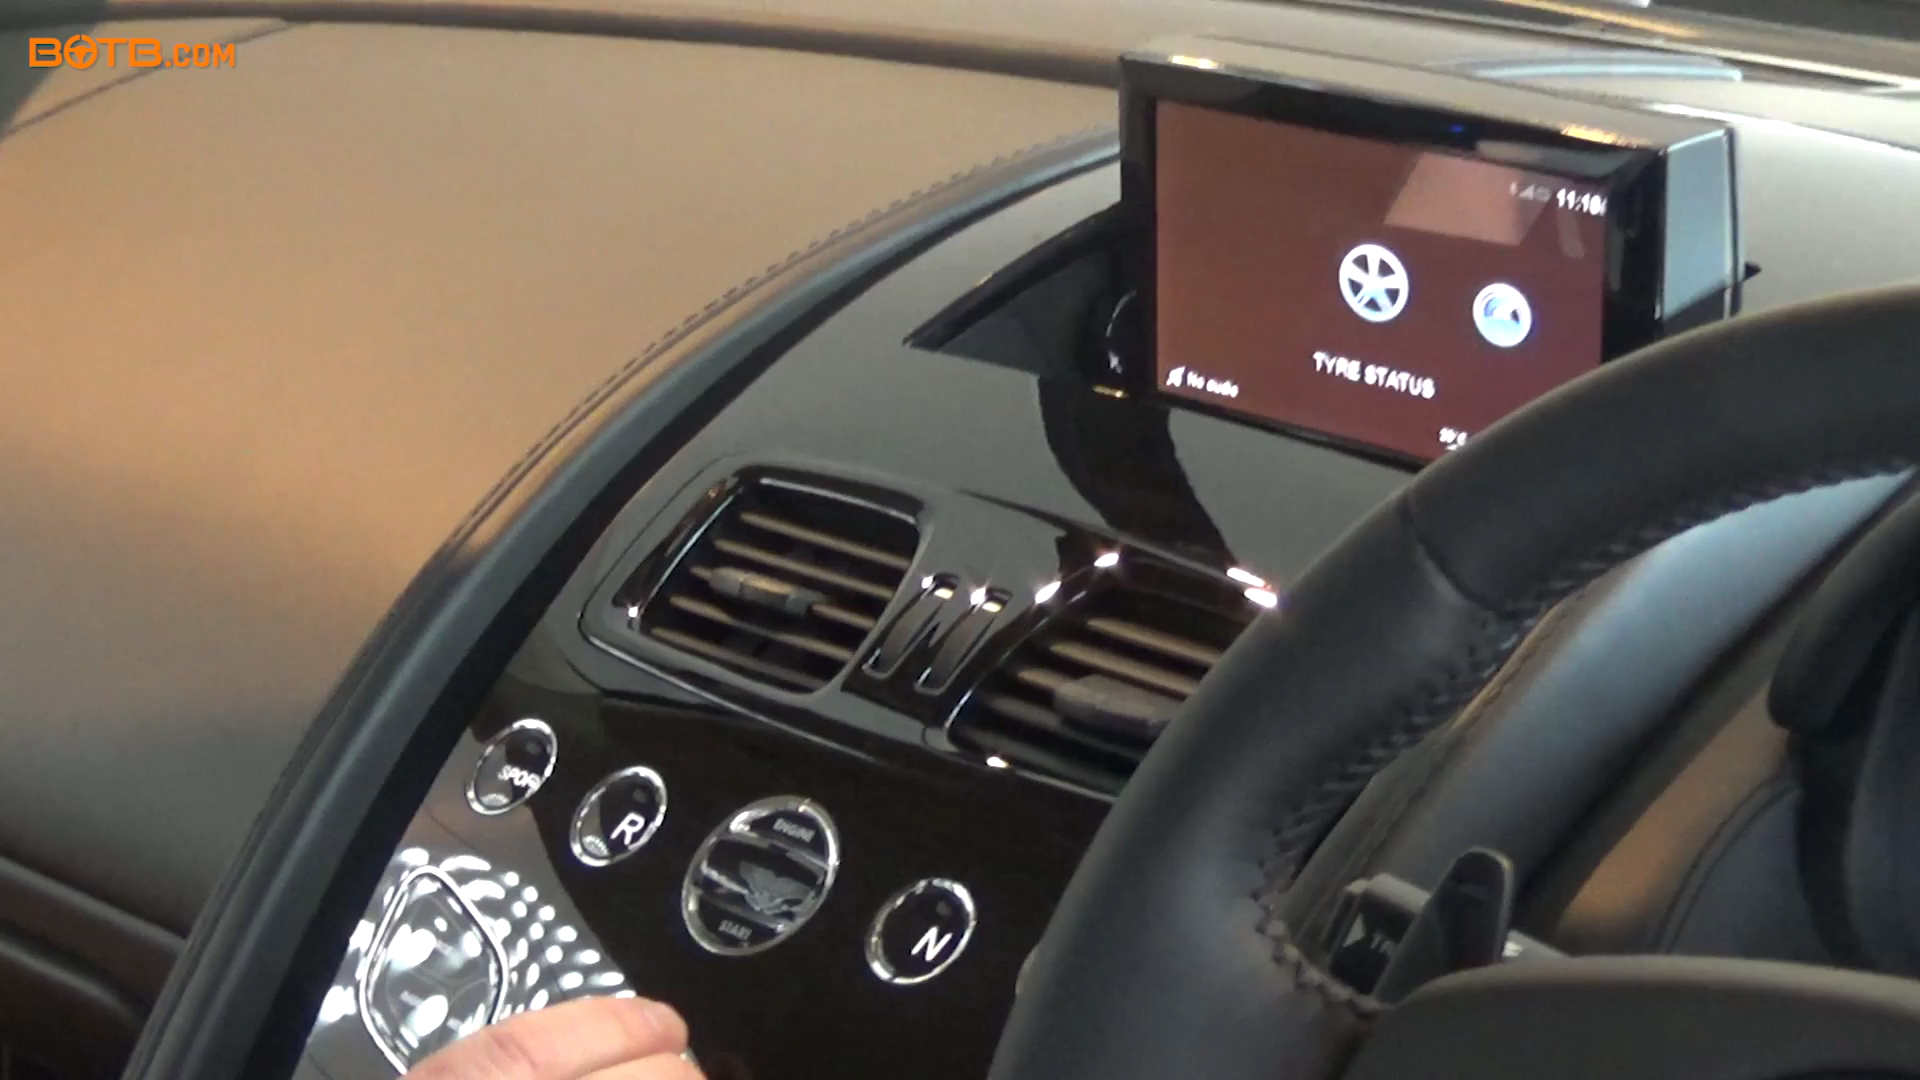 BOTB.COM
11:10
TYRE STATUS
No audio
SPORT
R
ENGINE
START
N